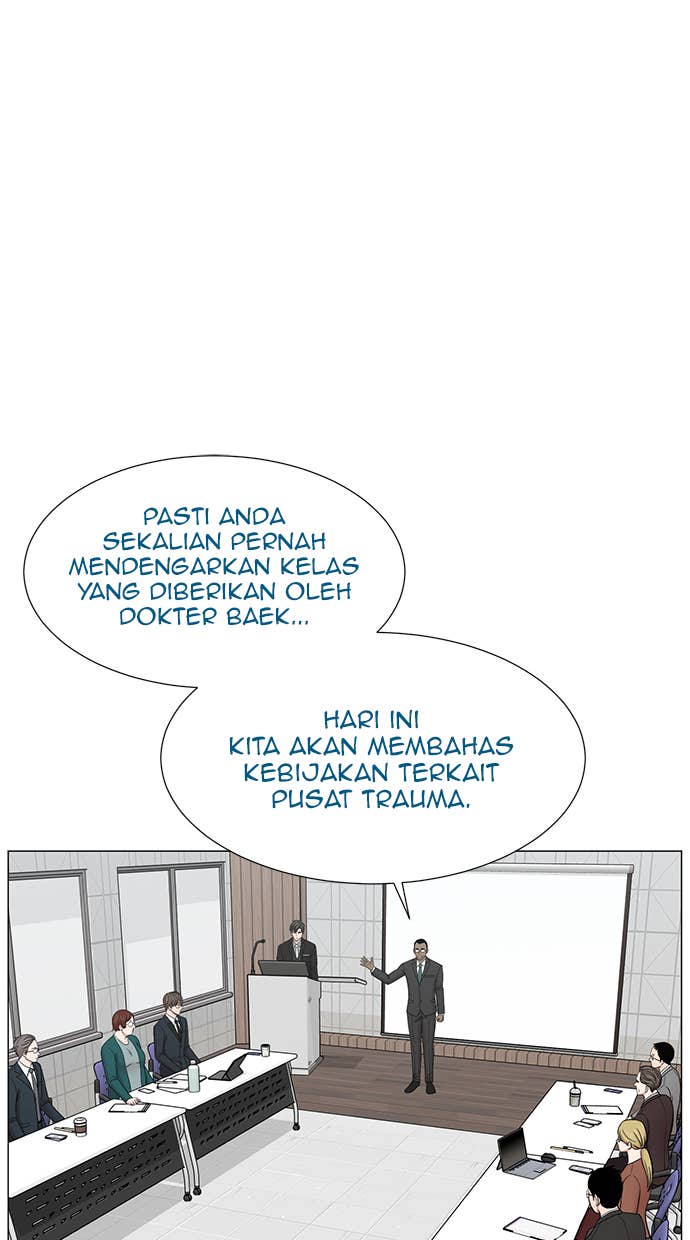 PASTI ANDA
SEKALIAN PERNAH
MENDENGARKAN KELAS
YANG DIBERIKAN OLEH
DOKTER BAEK...
HARI INI
KITA AKAN MEMBAHAS
KEBIJAKAN TERKAIT
PUSAT TRAUMA.